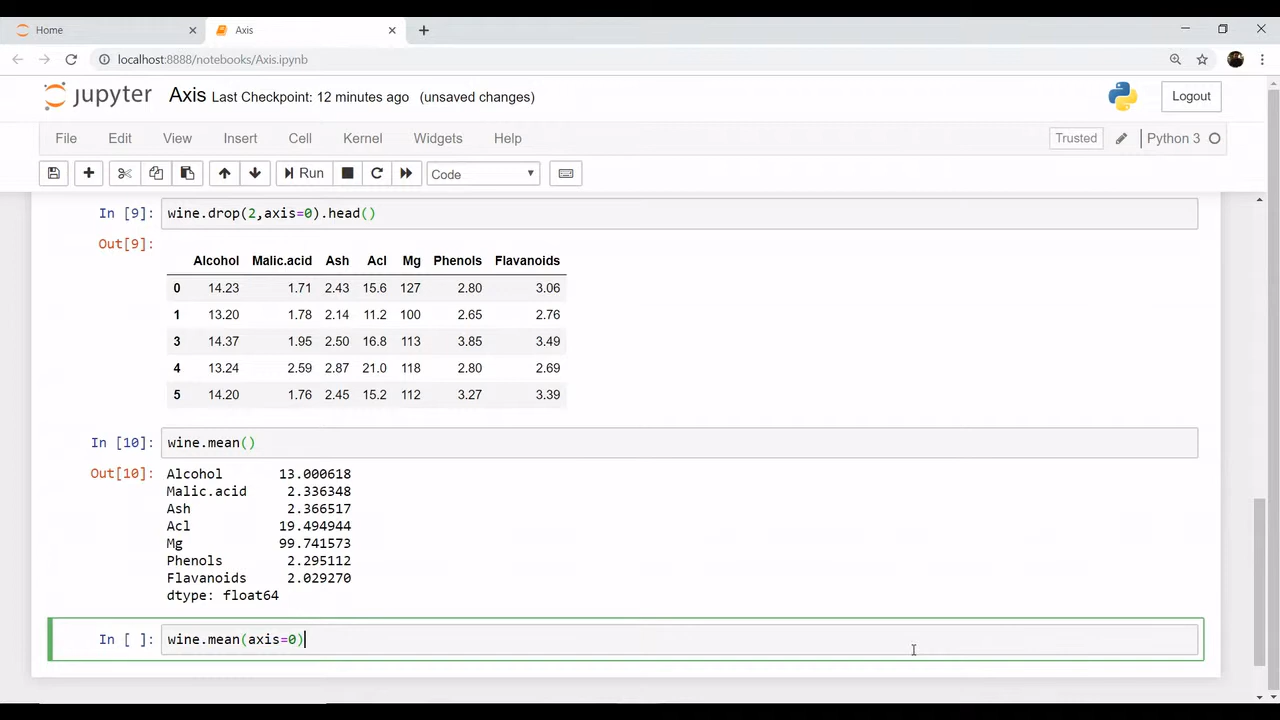 Home
Axis
localhost:8888/notebooks/Axis.ipynb
jupyter Axis Last Checkpoint: 12 minutes ago (unsaved changes)
Logout
File Edit View Insert Cell Kernel Widgets Help
Trusted Python 3
Run Code
In [9]: wine.drop(2,axis=0).head()
Out[9]:
Alcohol Malic.acid Ash Acl Mg Phenols Flavanoids
0 14.23 1.71 2.43 15.6 127 2.80 3.06
1 13.20 1.78 2.14 11.2 100 2.65 2.76
3 14.37 1.95 2.50 16.8 113 3.85 3.49
4 13.24 2.59 2.87 21.0 118 2.80 2.69
5 14.20 1.76 2.45 15.2 112 3.27 3.39
In [10]: wine.mean()
Out[10]: Alcohol 13.000618
Malic.acid 2.336348
Ash 2.366517
Acl 19.494944
Mg 99.741573
Phenols 2.295112
Flavanoids 2.029270
dtype: float64
In [ ]: wine.mean(axis=0)